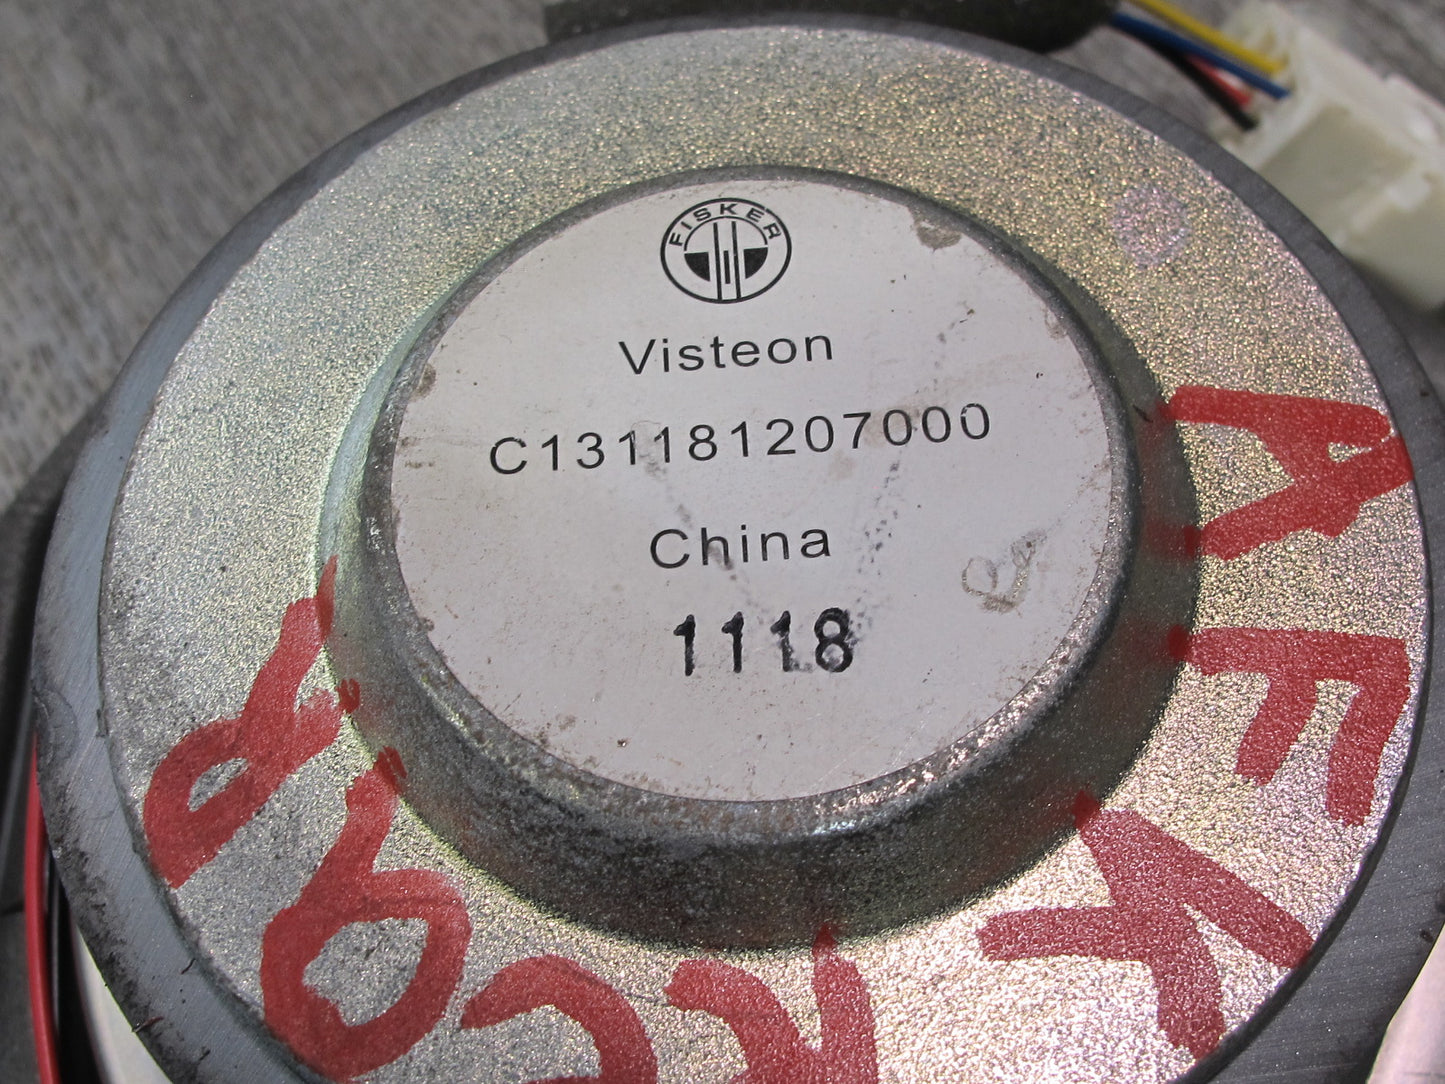 FISKER
Visteon
C131181207000
China
1118